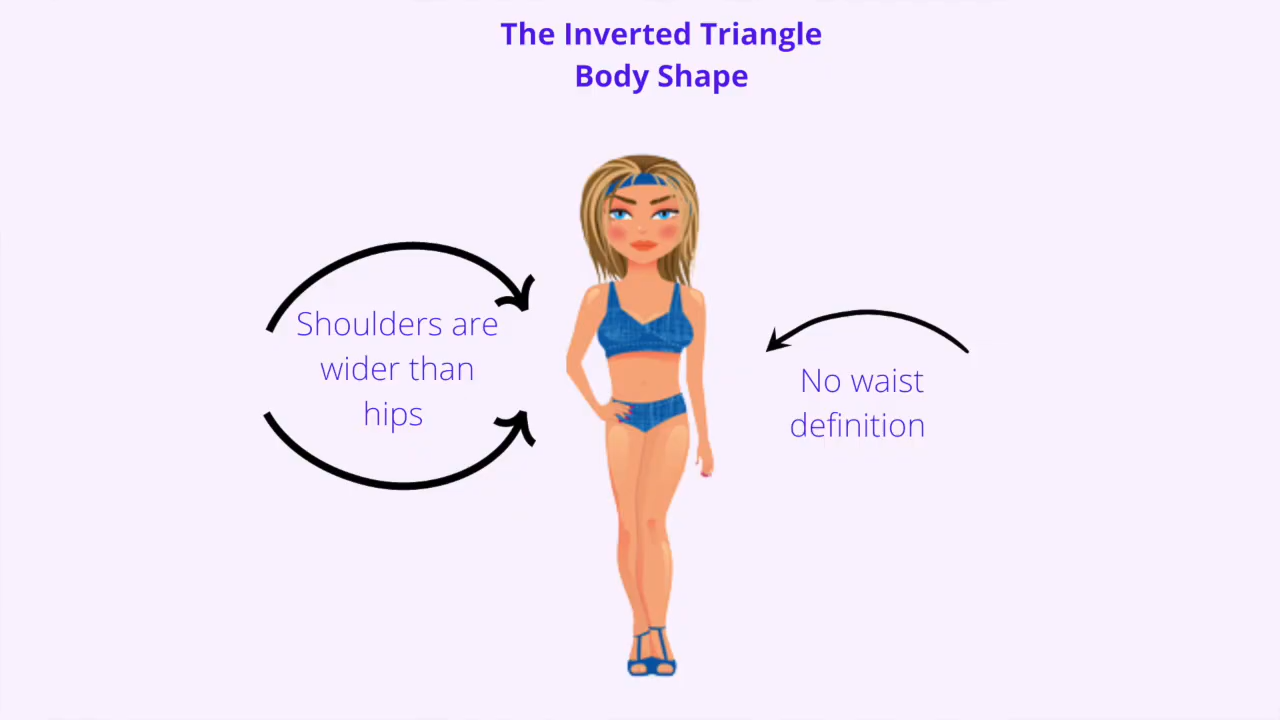 The Inverted Triangle
Body Shape
Shoulders are
wider than
hips
No waist
definition